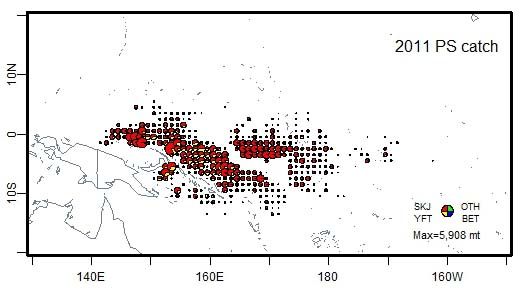 2011 PS catch
10N
0
10S
SKJ OTH
YFT BET
Max=5,908 mt
140E 160E 180 160W